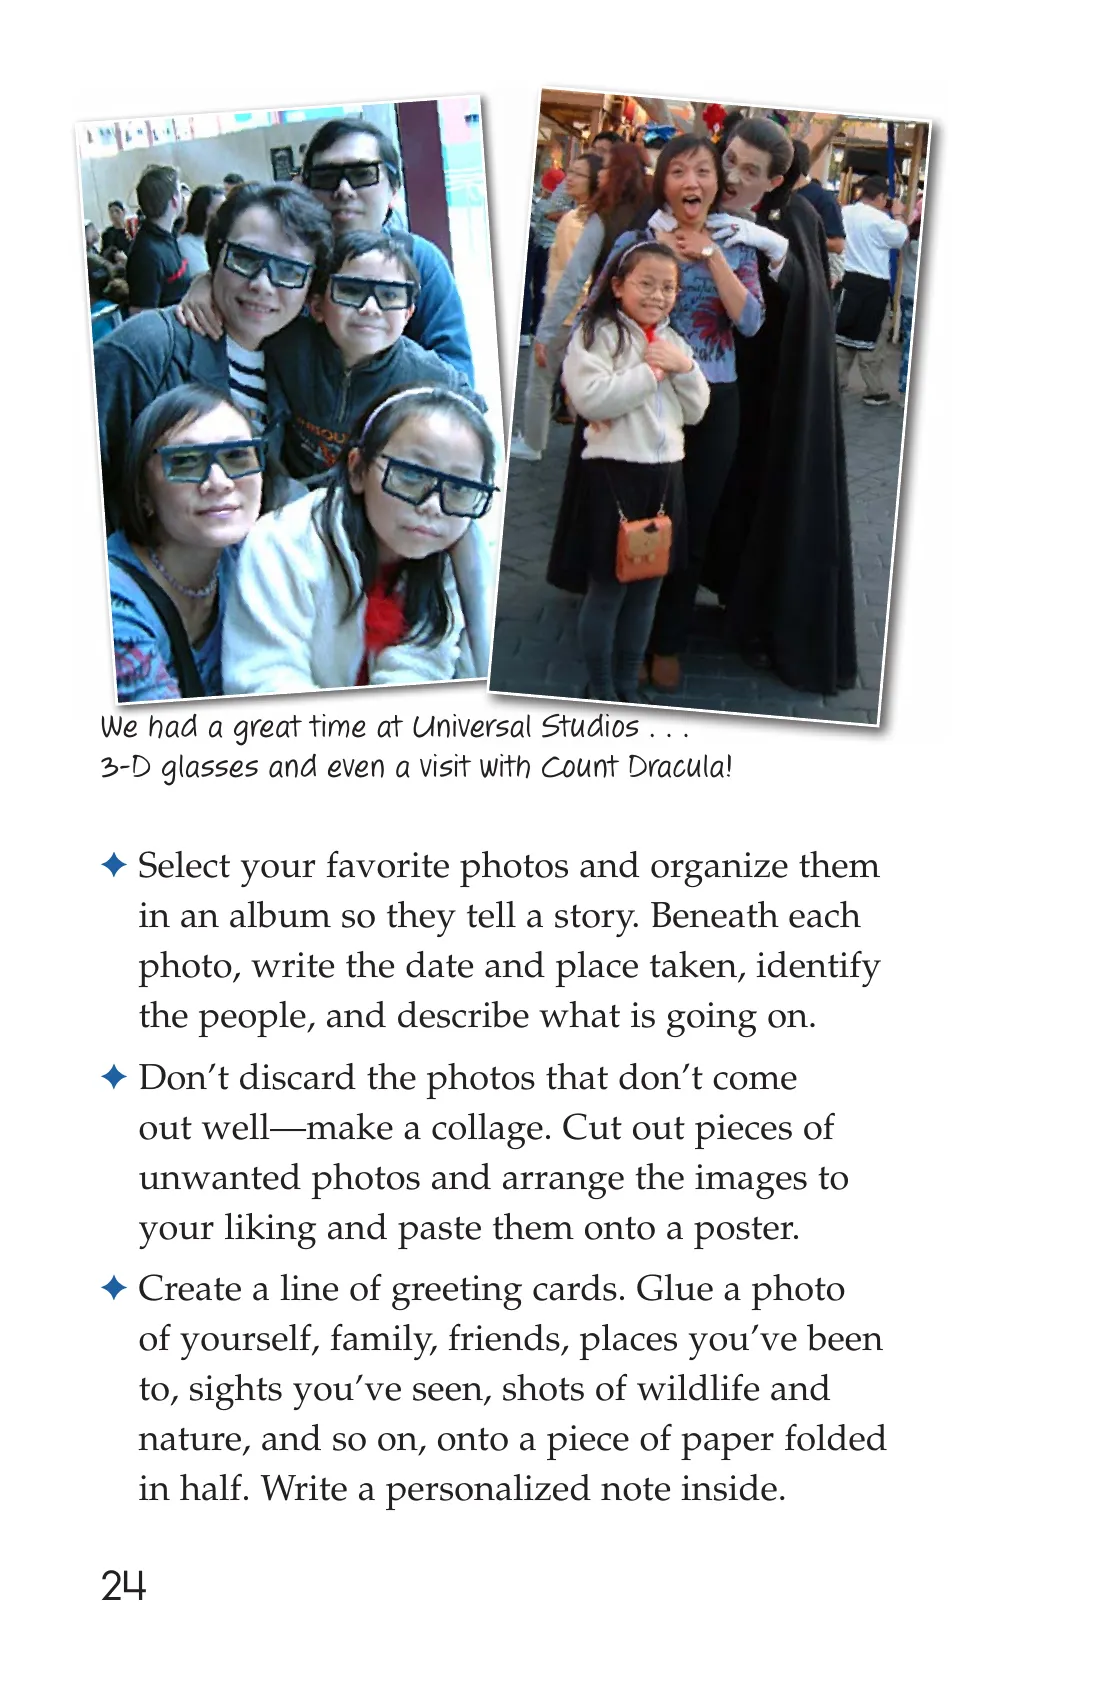 We had a great time at Universal Studios . . .
3-D glasses and even a visit with Count Dracula!
✦ Select your favorite photos and organize them
in an album so they tell a story. Beneath each
photo, write the date and place taken, identify
the people, and describe what is going on.
✦ Don’t discard the photos that don’t come
out well—make a collage. Cut out pieces of
unwanted photos and arrange the images to
your liking and paste them onto a poster.
✦ Create a line of greeting cards. Glue a photo
of yourself, family, friends, places you’ve been
to, sights you’ve seen, shots of wildlife and
nature, and so on, onto a piece of paper folded
in half. Write a personalized note inside.
24